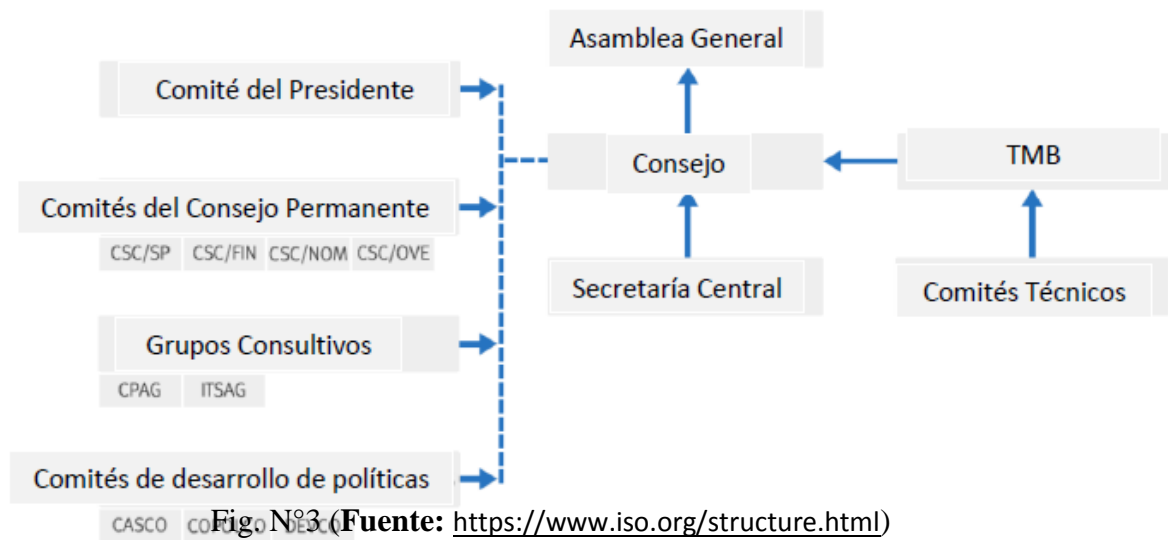 Asamblea General
Comité del Presidente
Consejo
TMB
Comités del Consejo Permanente
CSC/SP CSC/FIN CSC/NOM CSC/OVE
Secretaría Central
Comités Técnicos
Grupos Consultivos
CPAG ITSAG
Comités de desarrollo de políticas
CASCO
Fig. N°3 (Fuente: https://www.iso.org/structure.html)